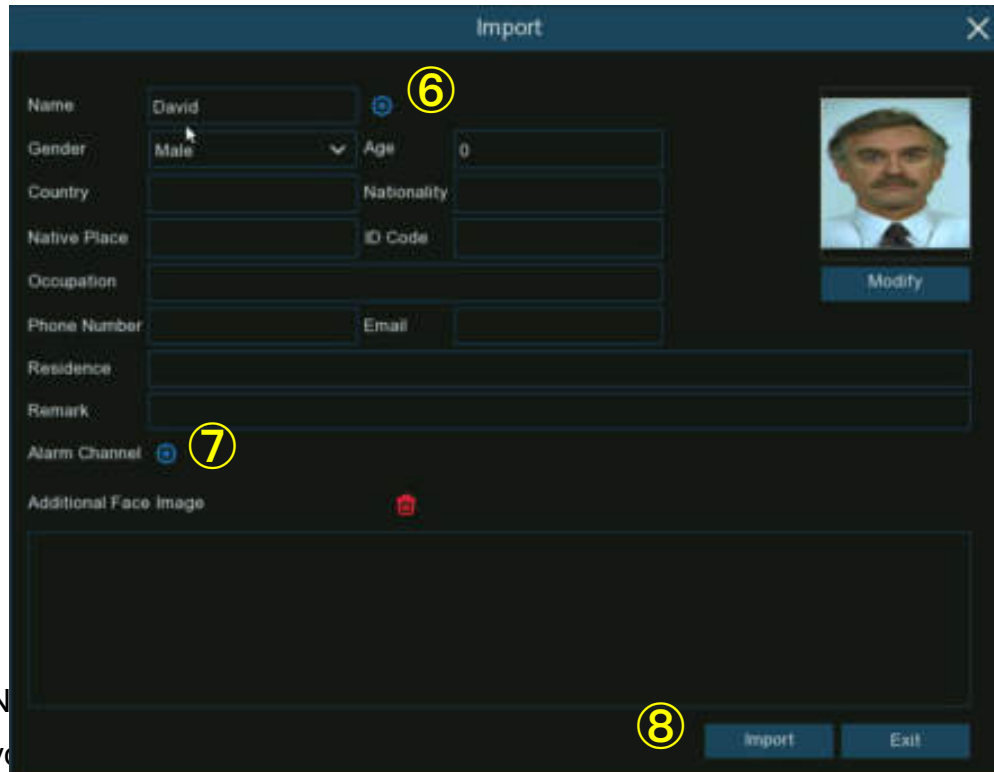 Import
⑥
Name David
Gender Male Age 0
Country Nationality
Native Place ID Code
Occupation
Modify
Phone Number Email
Residence
Remark
Alarm Channel ⑦
Additional Face Image
⑧
Import Exit